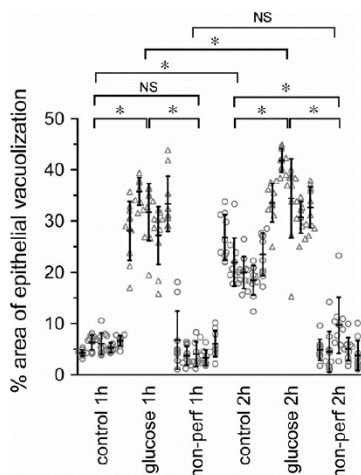 NS
*
*
NS
*
*
*
*
*
% area of epithelial vacuolization
50
40
30
20
10
0
control 1h
glucose 1h
non-perf 1h
control 2h
glucose 2h
non-perf 2h